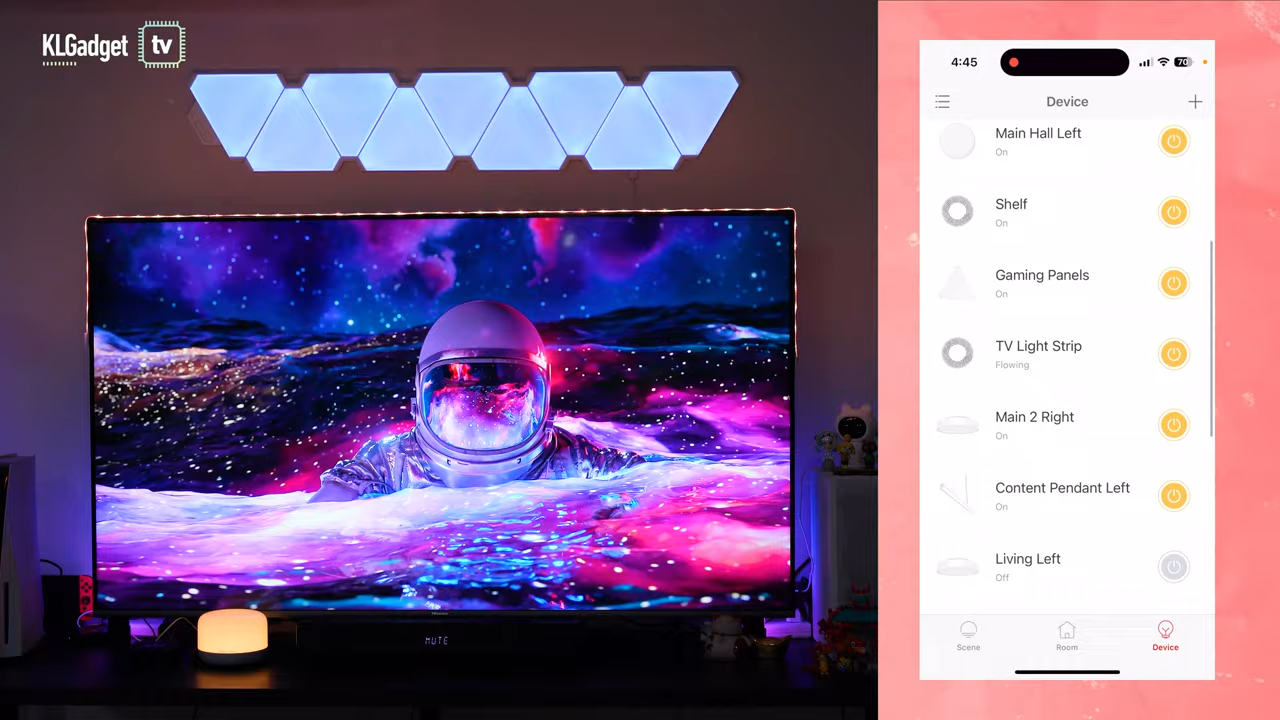 KLGadget tv
MUTE
4:45
70
Device
Main Hall Left
On
Shelf
On
Gaming Panels
On
TV Light Strip
Flowing
Main 2 Right
On
Content Pendant Left
On
Living Left
Off
Scene
Room
Device